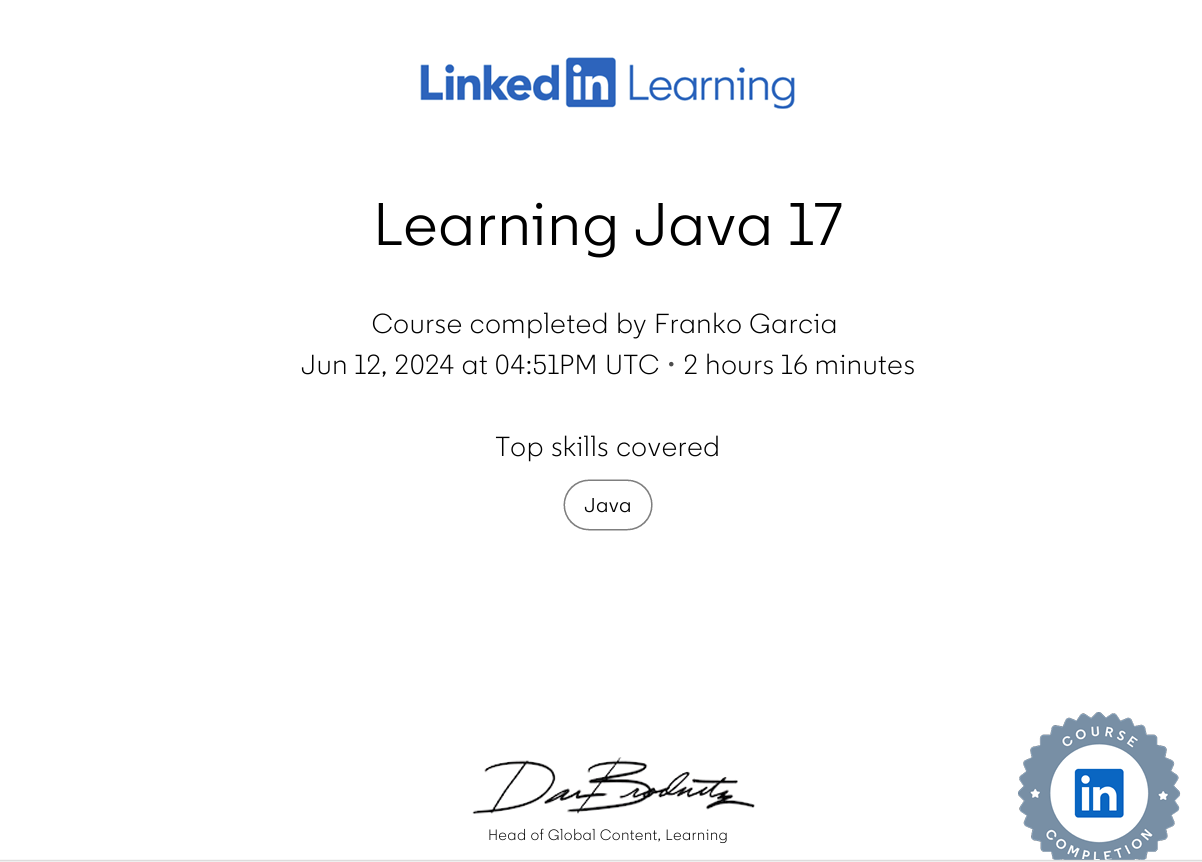 Linkedin Learning
Learning Java 17
Course completed by Franko Garcia
Jun 12, 2024 at 04:51PM UTC • 2 hours 16 minutes
Top skills covered
Java
Dan Brodnitz
Head of Global Content, Learning
COURSE
in
COMPLETION